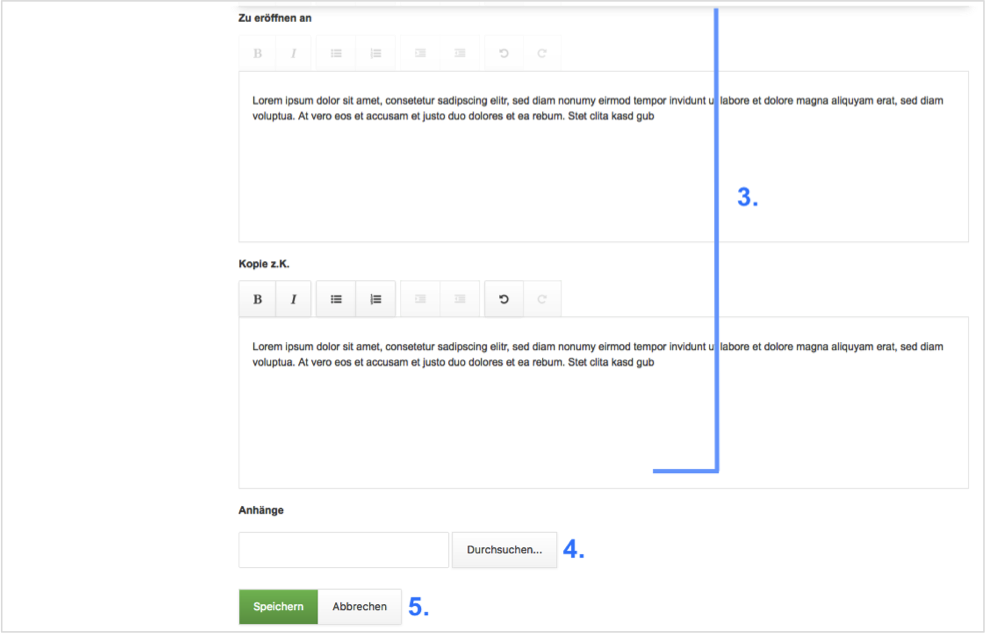 Zu eröffnen an
B I
Lorem ipsum dolor sit amet, consetetur sadipscing elitr, sed diam nonumy eirmod tempor invidunt u labore et dolore magna aliquyam erat, sed diam
voluptua. At vero eos et accusam et justo duo dolores et ea rebum. Stet clita kasd gub
3.
Kopie z.K.
B I
Lorem ipsum dolor sit amet, consetetur sadipscing elitr, sed diam nonumy eirmod tempor invidunt u labore et dolore magna aliquyam erat, sed diam
voluptua. At vero eos et accusam et justo duo dolores et ea rebum. Stet clita kasd gub
Anhänge
Durchsuchen... 4.
Speichern Abbrechen 5.